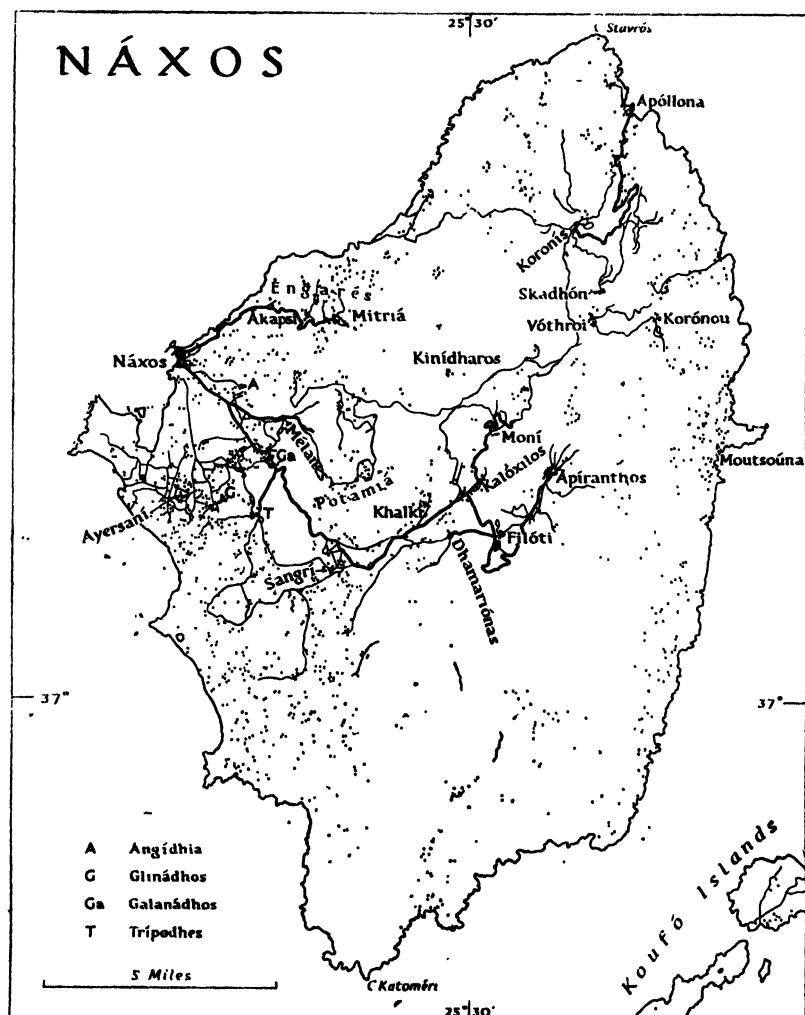 25°30′
Stavrós
NÁXOS
Apóllona
Koronís
Engarés
Skadhón
Akapsi
Mitriá
Vóthroi
Korónou
Náxos
Kinídharos
A
Mélanes
Moní
Ga
Kalóxilos
Apíranthos
Moutsoúna
Potamiá
G
Ayersaní
T
Khalkí
Filóti
Dhamariónas
Sangrí
37°
37°
A Angídhia
G Glinádhos
Ga Galanádhos
T Trípodhes
Koufó Islands
5 Miles
C Katoméri
25°30′